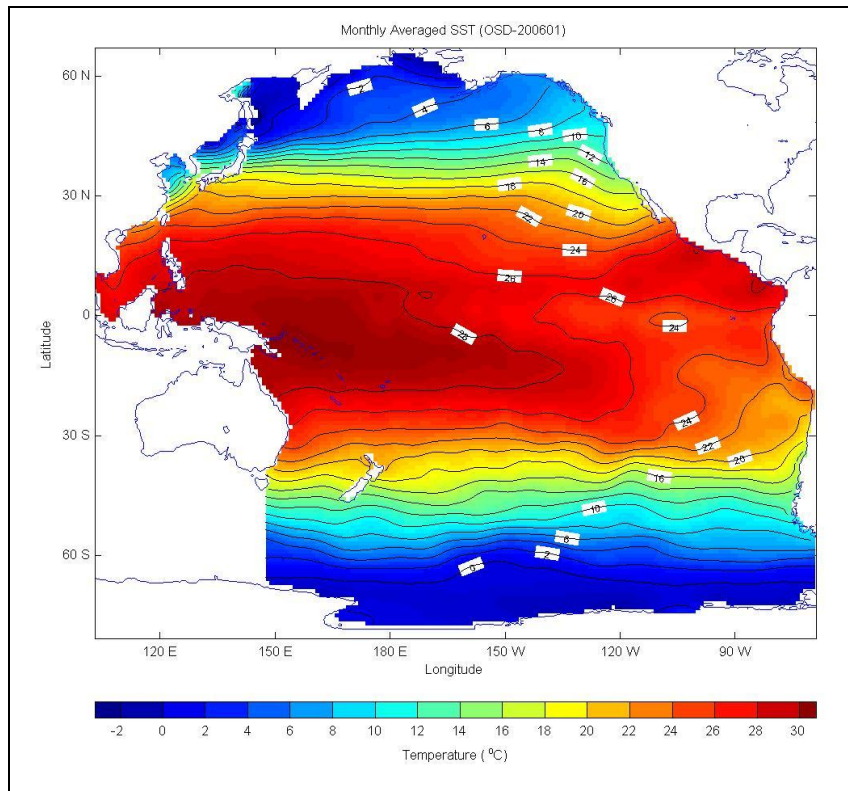 Monthly Averaged SST (OSD-200601)
60 N
30 N
0
30 S
60 S
Latitude
2
4
6
6
10
12
14
16
18
20
22
24
26
26
24
28
24
22
20
16
10
6
2
0
120 E
150 E
180 E
150 W
120 W
90 W
Longitude
-2 0 2 4 6 8 10 12 14 16 18 20 22 24 26 28 30
Temperature ( ⁰C)